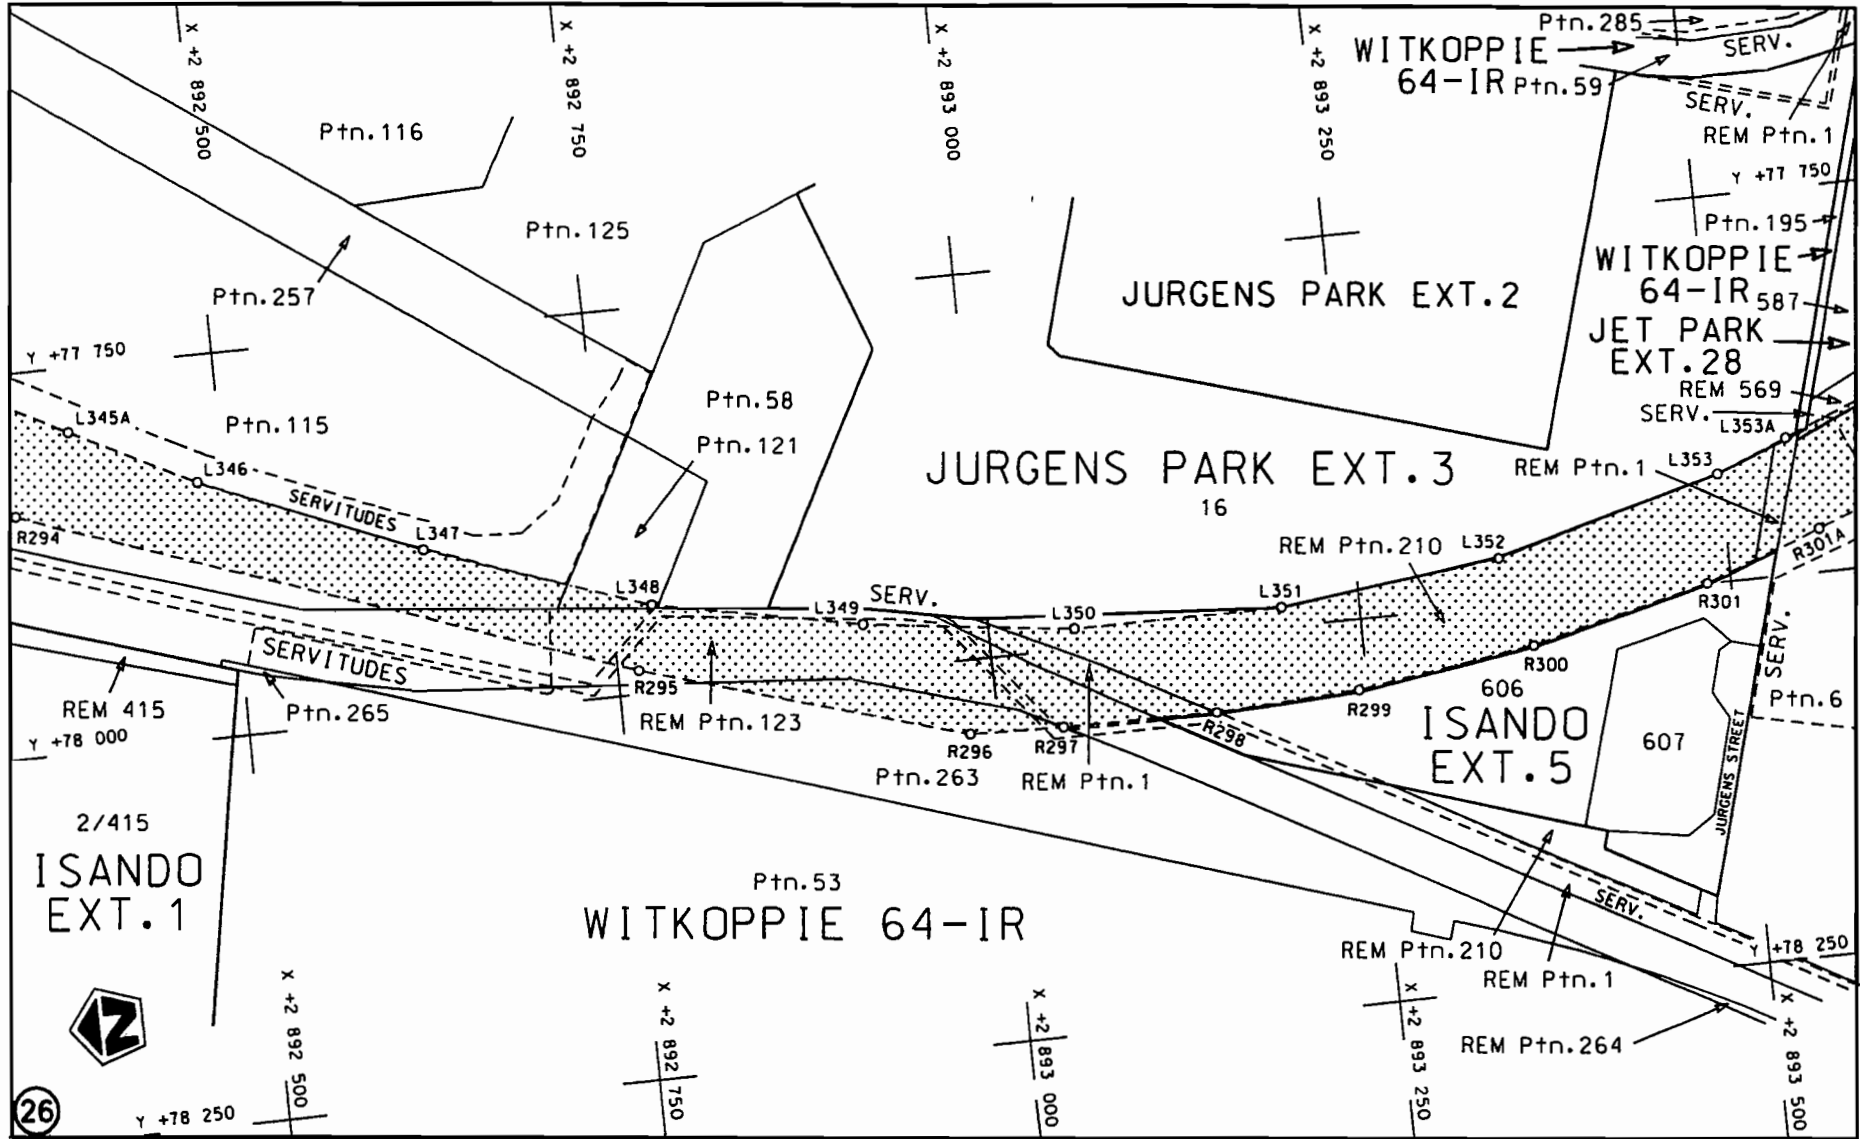 X +2 892 500
X +2 892 750
X +2 893 000
X +2 893 250
Ptn.285
WITKOPPIE
64-IR
Ptn.59
SERV.
SERV.
REM Ptn.1
Y +77 750
Ptn.116
Ptn.125
Ptn.257
Ptn.195
WITKOPPIE
64-IR
587
JET PARK
EXT.28
REM 569
SERV.
L353A
JURGENS PARK EXT.2
Y +77 750
L345A
Ptn.115
Ptn.58
Ptn.121
L346
SERVITUDES
L347
R294
JURGENS PARK EXT.3
16
REM Ptn.1
L353
REM Ptn.210
L352
R301A
L348
L349
SERV.
L350
L351
R301
SERVITUDES
R295
REM Ptn.123
REM 415
Ptn.265
Y +78 000
R296
R297
Ptn.263
REM Ptn.1
R298
R299
R300
606
ISANDO
EXT.5
607
JURGENS STREET
SERV.
Ptn.6
2/415
ISANDO
EXT.1
Ptn.53
WITKOPPIE 64-IR
SERV.
REM Ptn.210
REM Ptn.1
REM Ptn.264
Y +78 250
Z
X +2 892 500
X +2 892 750
X +2 893 000
X +2 893 250
X +2 893 500
26
Y +78 250